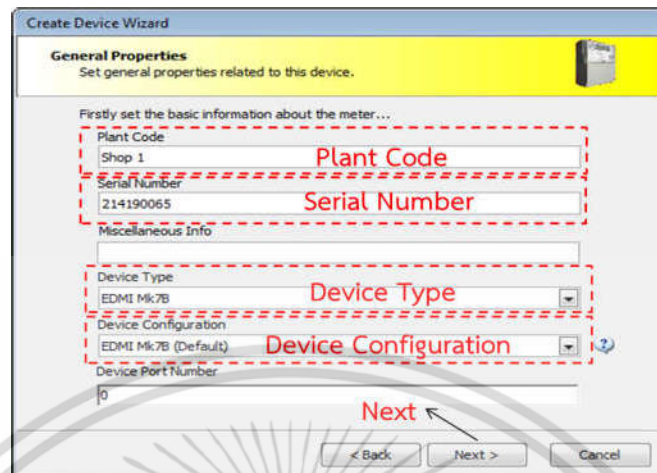 Create Device Wizard
General Properties
Set general properties related to this device.
Firstly set the basic information about the meter...
Plant Code
Shop 1 Plant Code
Serial Number
214190065 Serial Number
Miscellaneous Info
Device Type
EDMI Mk7B Device Type
Device Configuration
EDMI Mk7B (Default) Device Configuration
Device Port Number
0
Next
< Back Next > Cancel